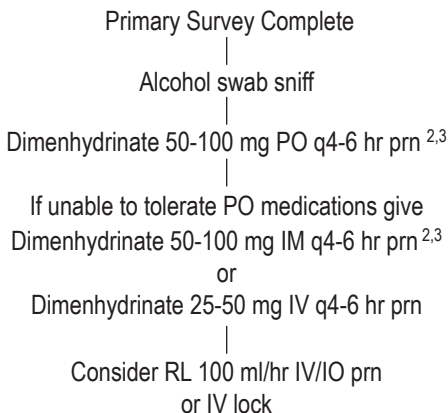 Primary Survey Complete
Alcohol swab sniff
Dimenhydrinate 50-100 mg PO q4-6 hr prn 2,3
If unable to tolerate PO medications give
Dimenhydrinate 50-100 mg IM q4-6 hr prn 2,3
or
Dimenhydrinate 25-50 mg IV q4-6 hr prn
Consider RL 100 ml/hr IV/IO prn
or IV lock